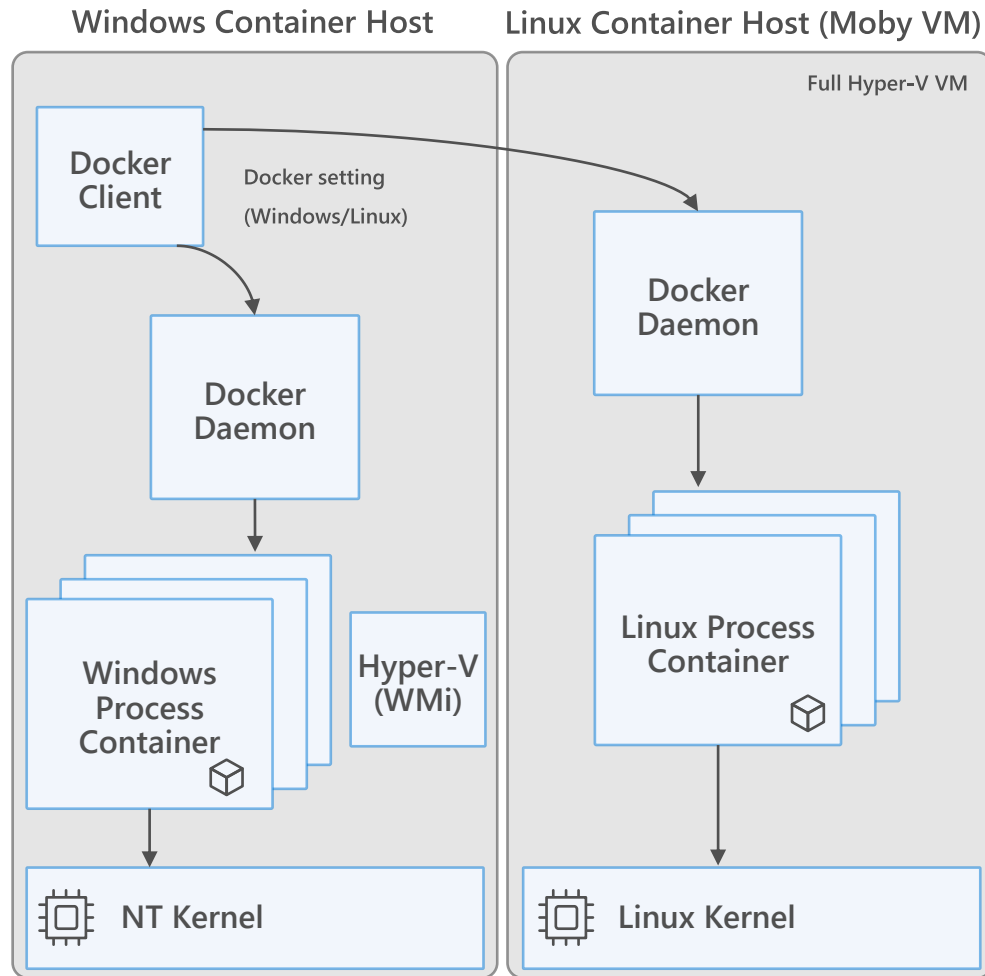 Windows Container Host
Linux Container Host (Moby VM)
Full Hyper-V VM
Docker
Client
Docker setting
(Windows/Linux)
Docker
Daemon
Docker
Daemon
Windows
Process
Container
Hyper-V
(WMi)
Linux Process
Container
NT Kernel
Linux Kernel